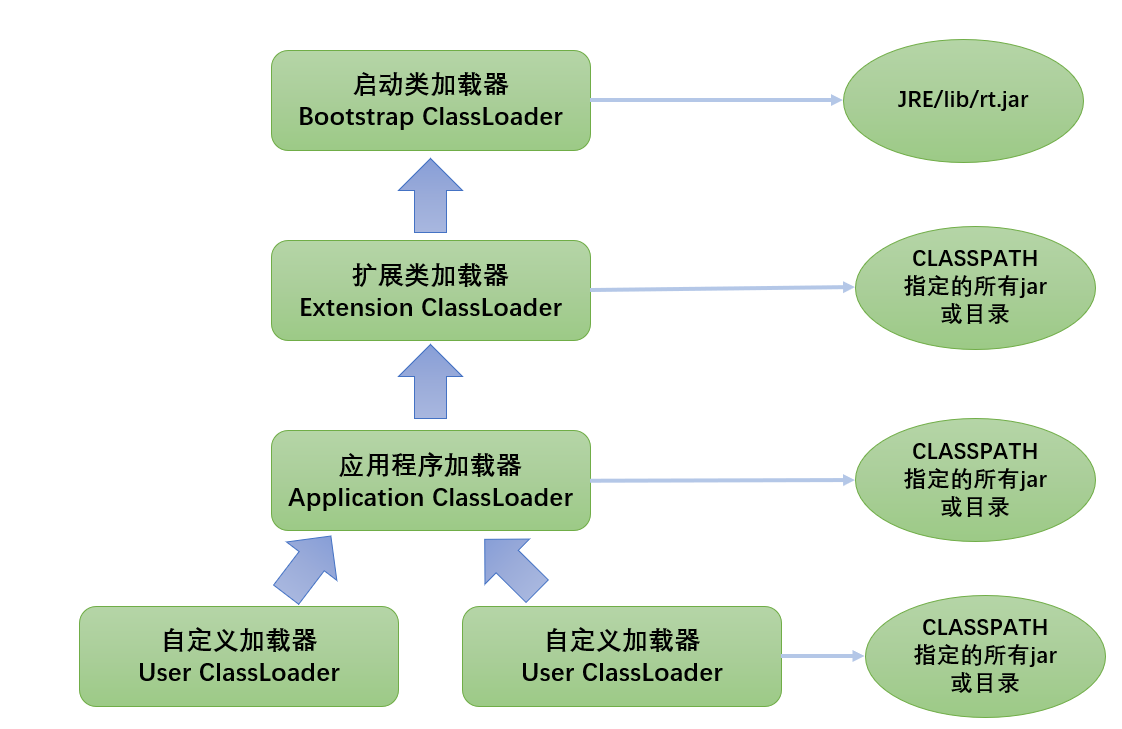 启动类加载器
Bootstrap ClassLoader
JRE/lib/rt.jar
扩展类加载器
Extension ClassLoader
CLASSPATH
指定的所有jar
或目录
应用程序加载器
Application ClassLoader
CLASSPATH
指定的所有jar
或目录
自定义加载器
User ClassLoader
自定义加载器
User ClassLoader
CLASSPATH
指定的所有jar
或目录